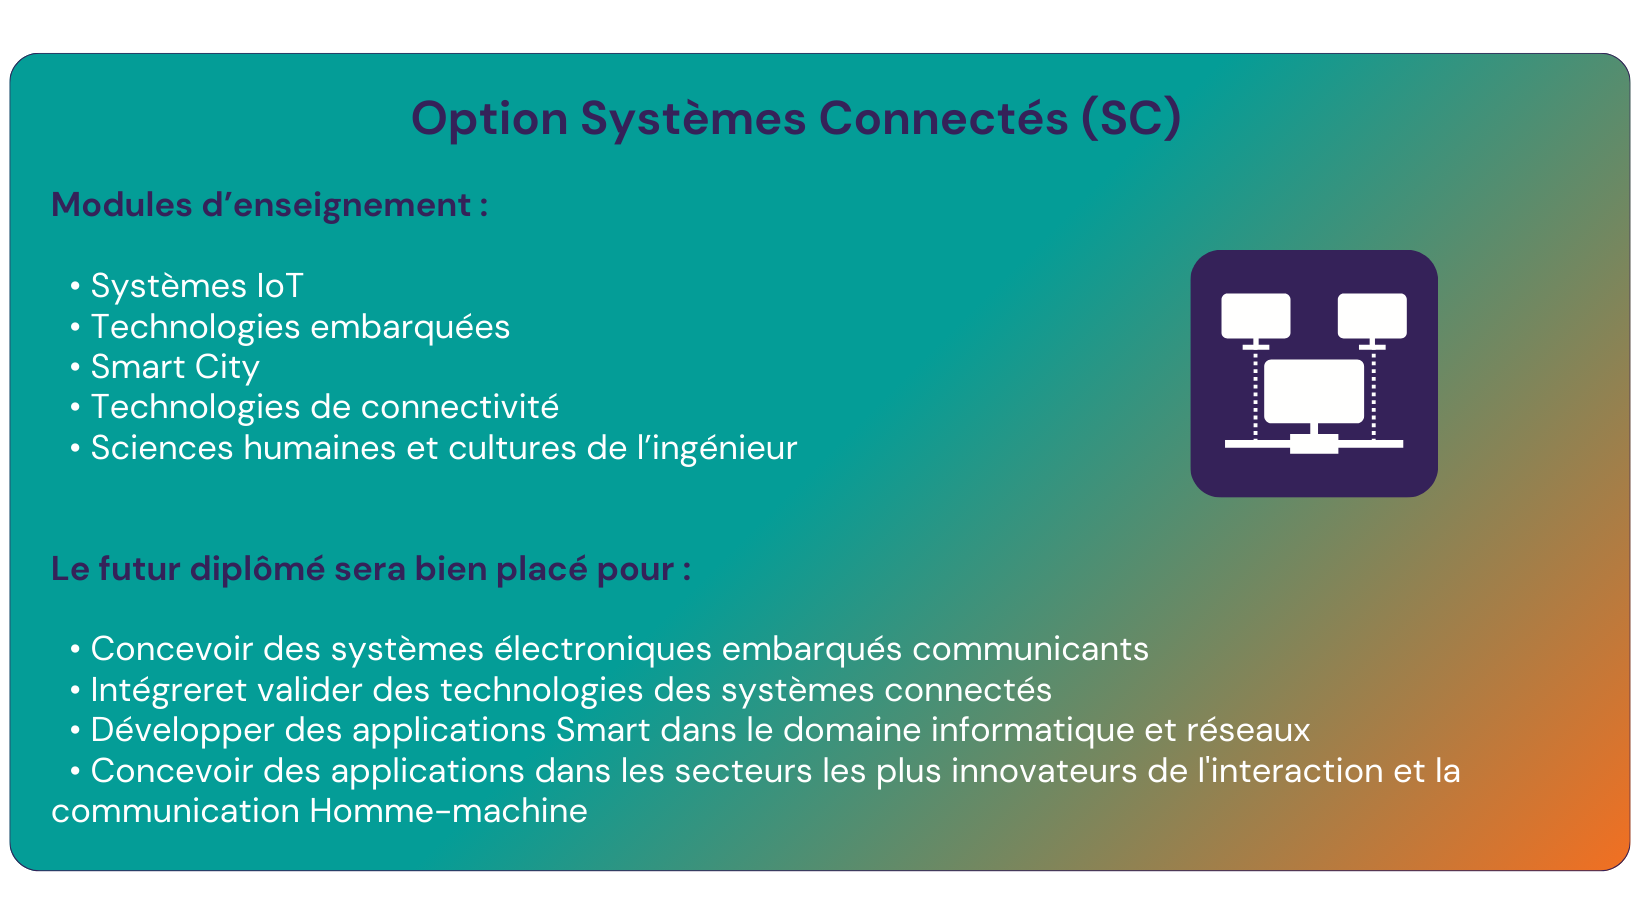 Option Systèmes Connectés (SC)
Modules d’enseignement :
• Systèmes IoT
• Technologies embarquées
• Smart City
• Technologies de connectivité
• Sciences humaines et cultures de l’ingénieur
Le futur diplômé sera bien placé pour :
• Concevoir des systèmes électroniques embarqués communicants
• Intégreret valider des technologies des systèmes connectés
• Développer des applications Smart dans le domaine informatique et réseaux
• Concevoir des applications dans les secteurs les plus innovateurs de l'interaction et la
communication Homme-machine